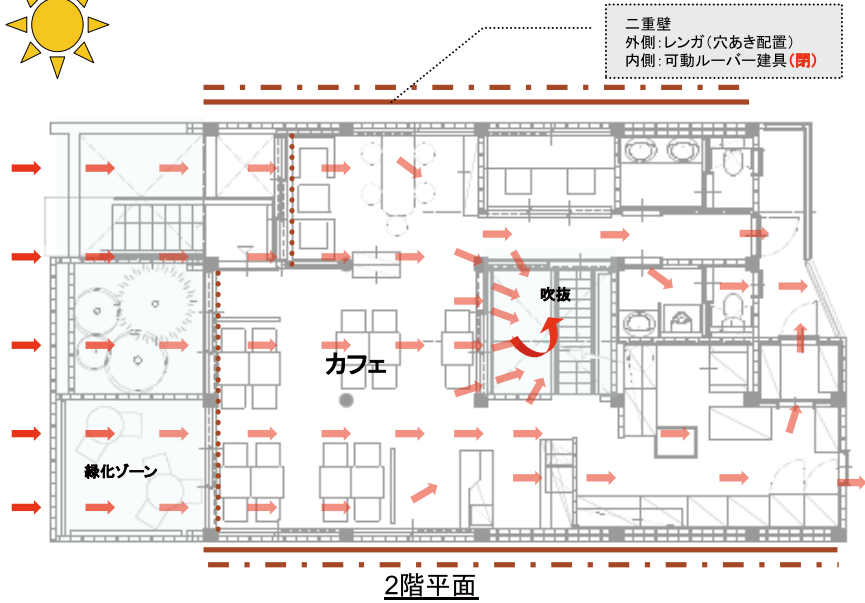 二重壁
外側：レンガ（穴あき配置）
内側：可動ルーバー建具(閉)
吹抜
カフェ
緑化ゾーン
2階平面